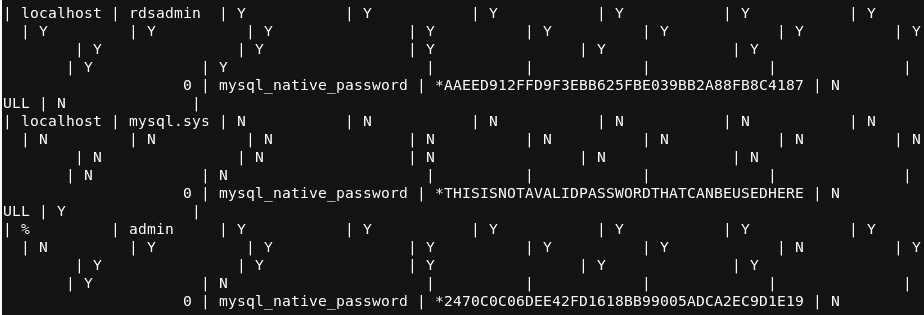 | localhost | rdsadmin  | Y           | Y           | Y           | Y           | Y           | Y
  | Y         | Y          | Y               | Y          | Y            | Y              | Y          | Y
        | Y               | Y                | Y                | Y                | Y
       | Y            | Y                      |          |            |             |              |
                    0 | mysql_native_password | *AAEED912FFD9F3EBB625FBE039BB2A88FB8C4187 | N
ULL | N              |
| localhost | mysql.sys | N           | N           | N           | N           | N           | N
  | N         | N          | N               | N          | N            | N              | N          | N
        | N               | N                | N                | N                | N
       | N            | N                      |          |            |             |              |
                    0 | mysql_native_password | *THISISNOTAVALIDPASSWORDTHATCANBEUSEDHERE | N
ULL | Y              |
| %         | admin     | Y           | Y           | Y           | Y           | Y           | Y
  | N         | Y          | Y               | Y          | Y            | Y              | N          | Y
        | Y               | Y                | Y                | Y                | Y
       | Y            | N                      |          |            |             |              |
                    0 | mysql_native_password | *2470C0C06DEE42FD1618BB99005ADCA2EC9D1E19 | N